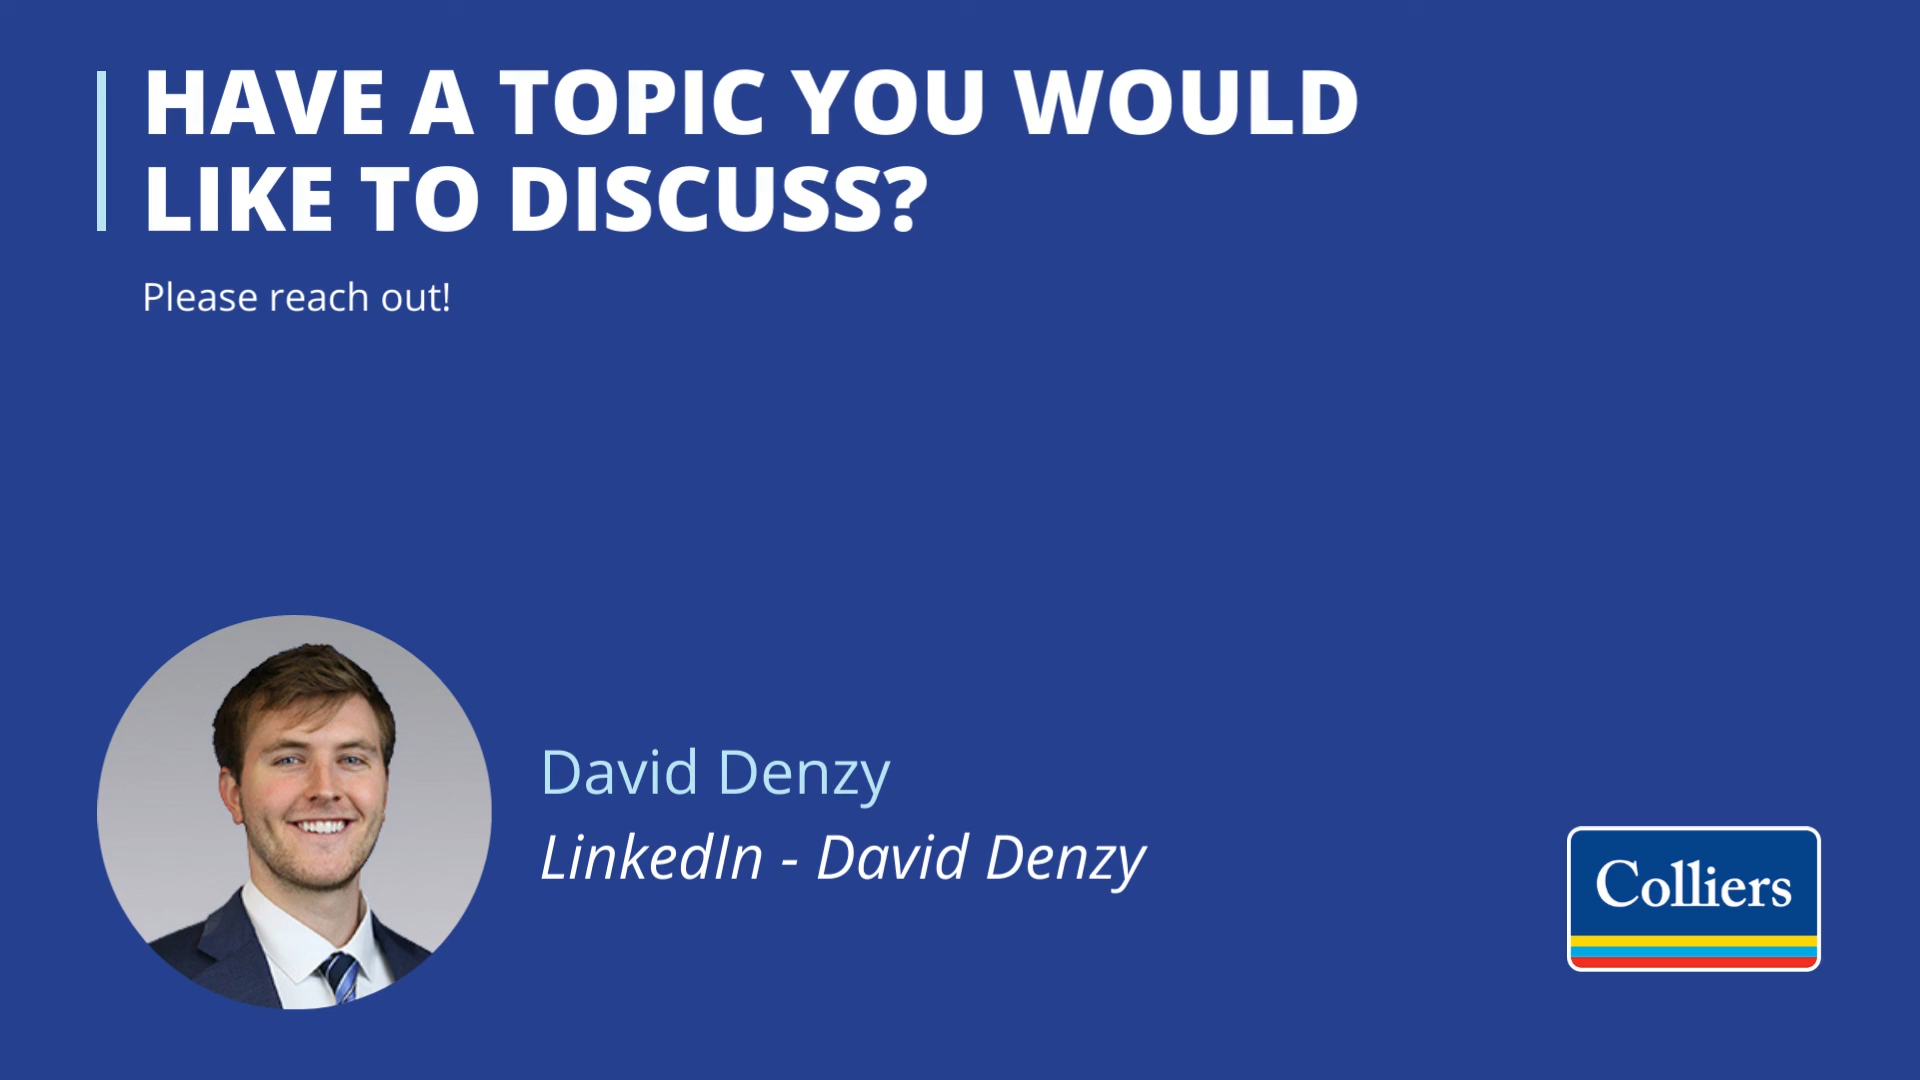 HAVE A TOPIC YOU WOULD
LIKE TO DISCUSS?
Please reach out!
David Denzy
LinkedIn - David Denzy
Colliers